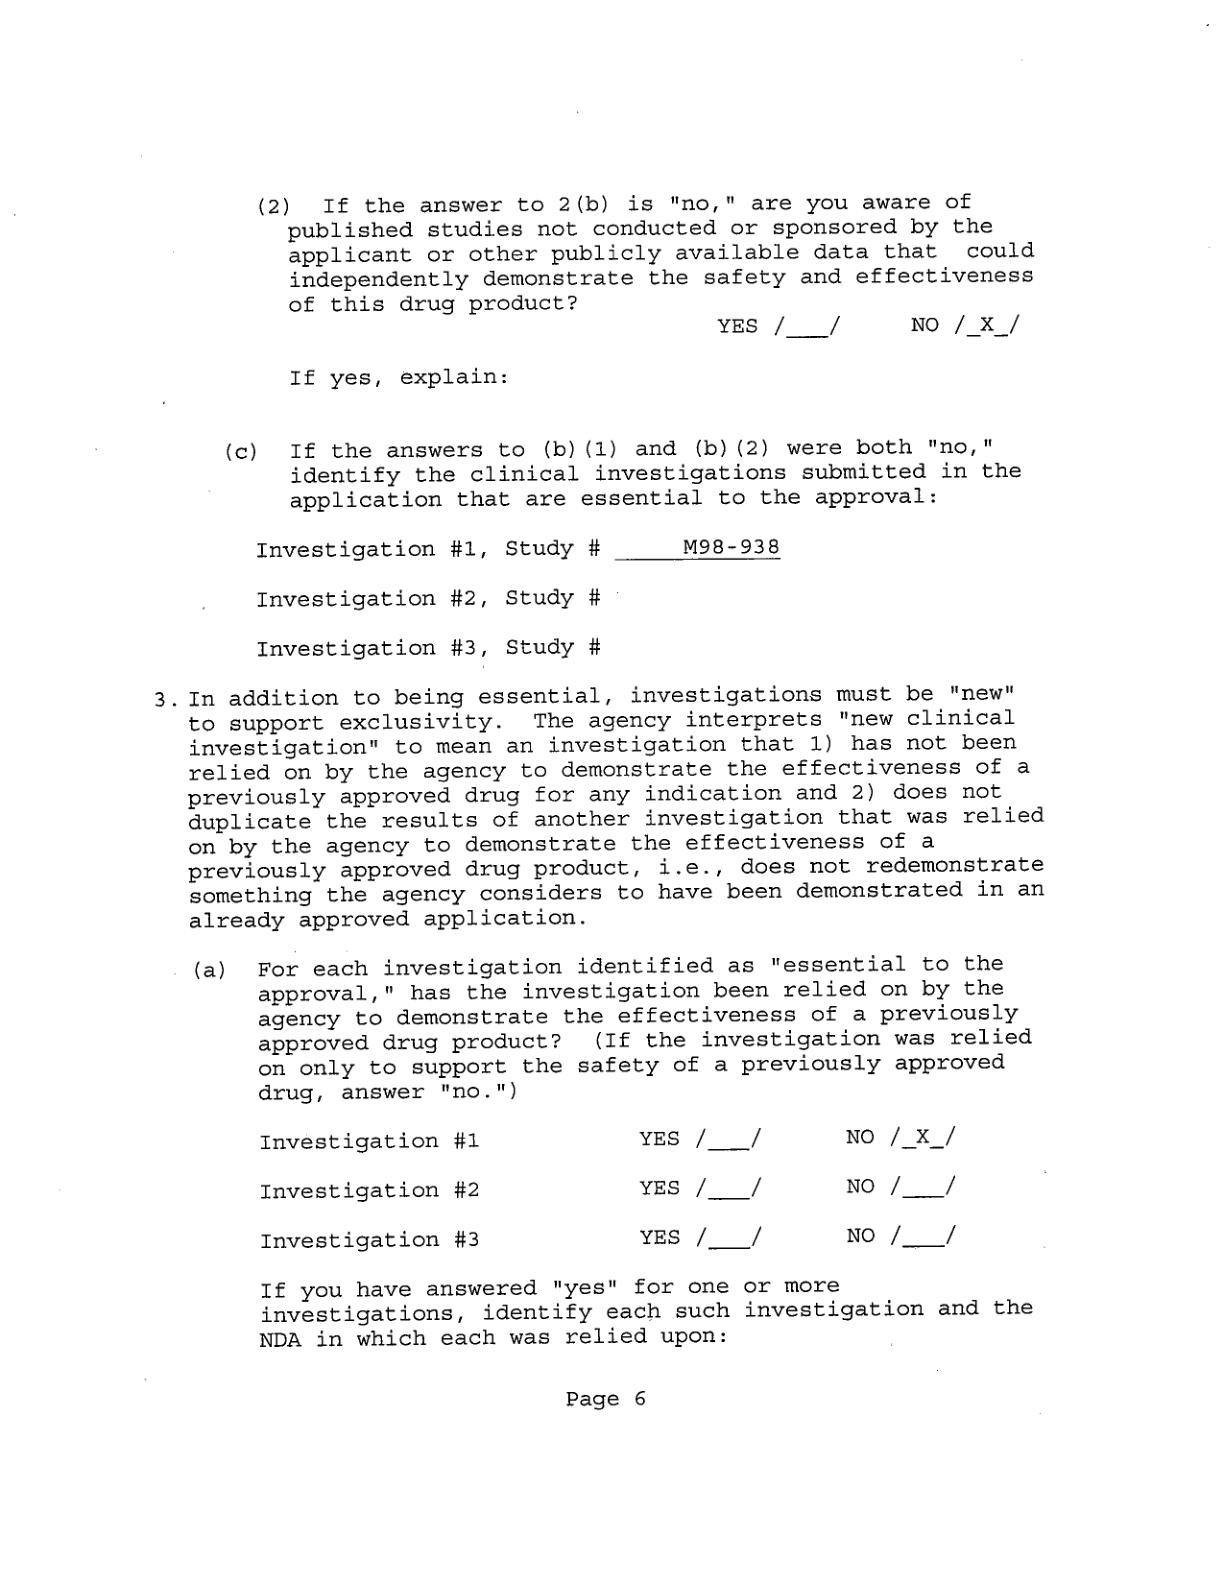 (2) If the answer to 2(b) is "no," are you aware of
published studies not conducted or sponsored by the
applicant or other publicly available data that could
independently demonstrate the safety and effectiveness
of this drug product?
YES /___/ NO /_X_/
If yes, explain:
(c) If the answers to (b)(1) and (b)(2) were both "no,"
identify the clinical investigations submitted in the
application that are essential to the approval:
Investigation #1, Study # _____M98-938
Investigation #2, Study #
Investigation #3, Study #
3. In addition to being essential, investigations must be "new"
to support exclusivity. The agency interprets "new clinical
investigation" to mean an investigation that 1) has not been
relied on by the agency to demonstrate the effectiveness of a
previously approved drug for any indication and 2) does not
duplicate the results of another investigation that was relied
on by the agency to demonstrate the effectiveness of a
previously approved drug product, i.e., does not redemonstrate
something the agency considers to have been demonstrated in an
already approved application.
(a) For each investigation identified as "essential to the
approval," has the investigation been relied on by the
agency to demonstrate the effectiveness of a previously
approved drug product? (If the investigation was relied
on only to support the safety of a previously approved
drug, answer "no.")
Investigation #1 YES /___/ NO /_X_/
Investigation #2 YES /___/ NO /___/
Investigation #3 YES /___/ NO /___/
If you have answered "yes" for one or more
investigations, identify each such investigation and the
NDA in which each was relied upon:
Page 6